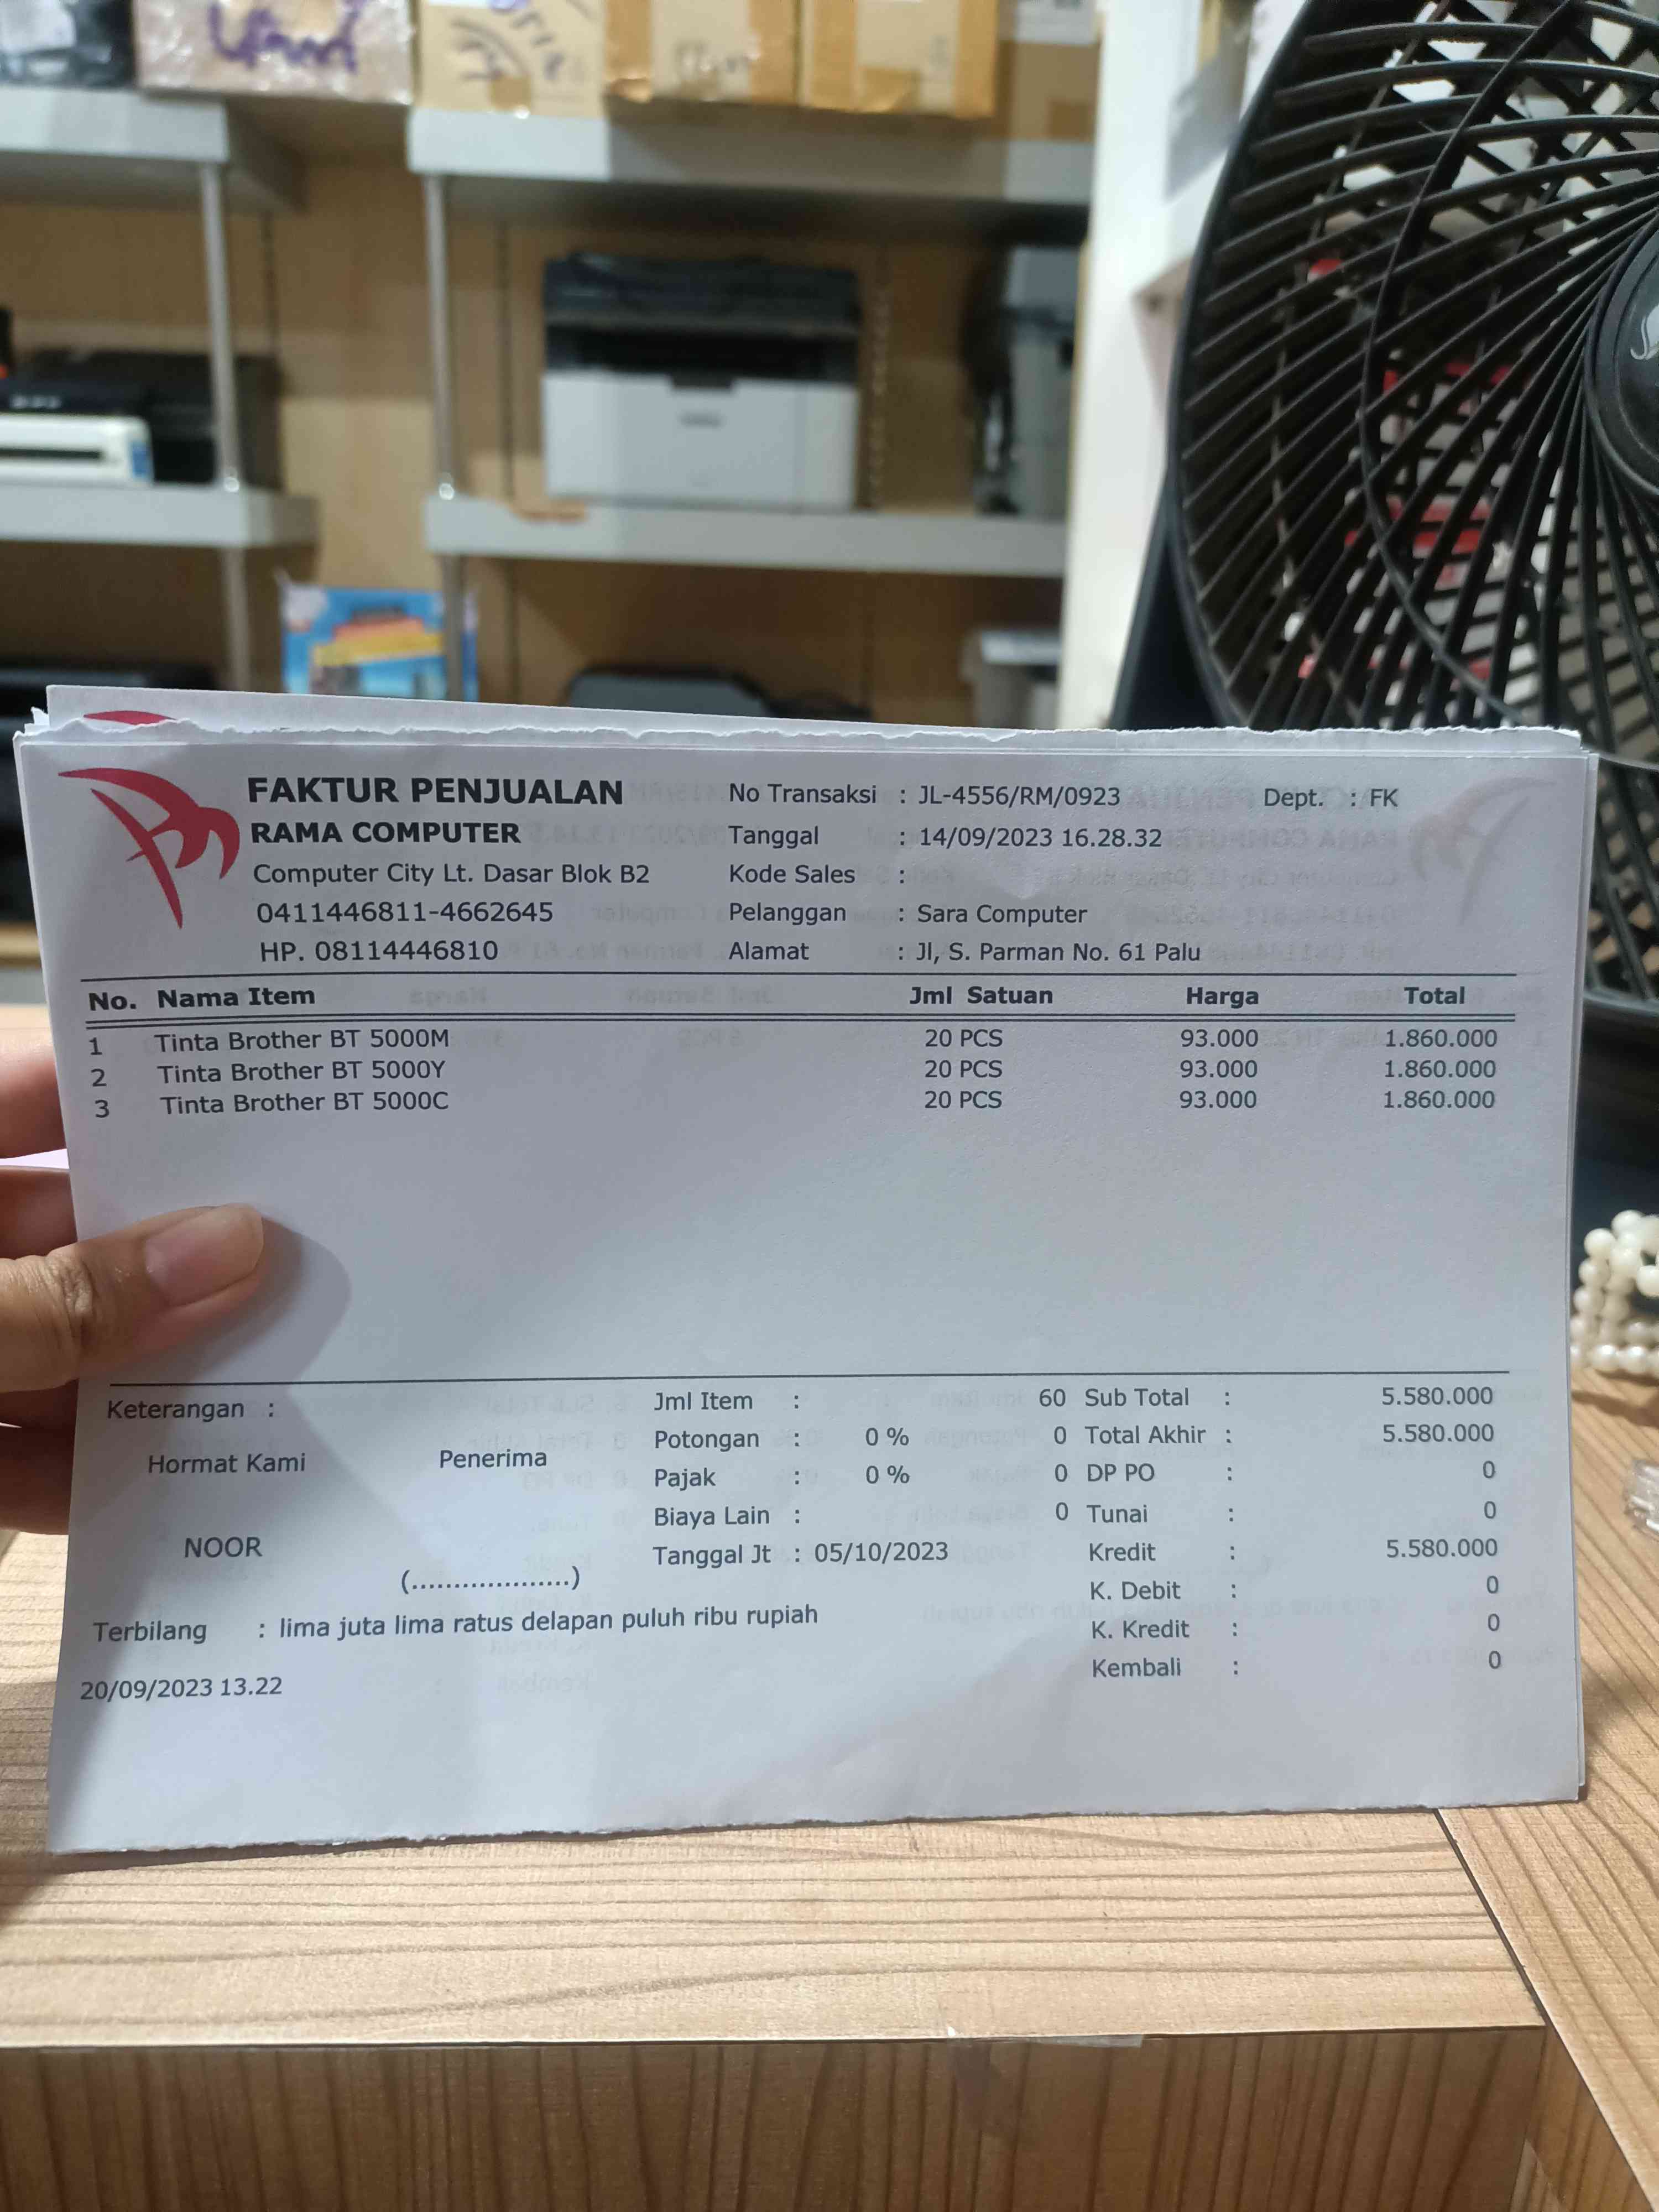 FAKTUR PENJUALAN
RAMA COMPUTER
Computer City Lt. Dasar Blok B2
0411446811-4662645
HP. 08114446810
No Transaksi : JL-4556/RM/0923 Dept. : FK
Tanggal : 14/09/2023 16.28.32
Kode Sales :
Pelanggan : Sara Computer
Alamat : Jl, S. Parman No. 61 Palu
No. Nama Item Jml Satuan Harga Total
1 Tinta Brother BT 5000M 20 PCS 93.000 1.860.000
2 Tinta Brother BT 5000Y 20 PCS 93.000 1.860.000
3 Tinta Brother BT 5000C 20 PCS 93.000 1.860.000
Keterangan :
Hormat Kami Penerima
NOOR
(...................)
Jml Item : 60
Potongan : 0 % 0
Pajak : 0 % 0
Biaya Lain : 0
Tanggal Jt : 05/10/2023
Sub Total : 5.580.000
Total Akhir : 5.580.000
DP PO : 0
Tunai : 0
Kredit : 5.580.000
K. Debit : 0
K. Kredit : 0
Kembali : 0
Terbilang : lima juta lima ratus delapan puluh ribu rupiah
20/09/2023 13.22